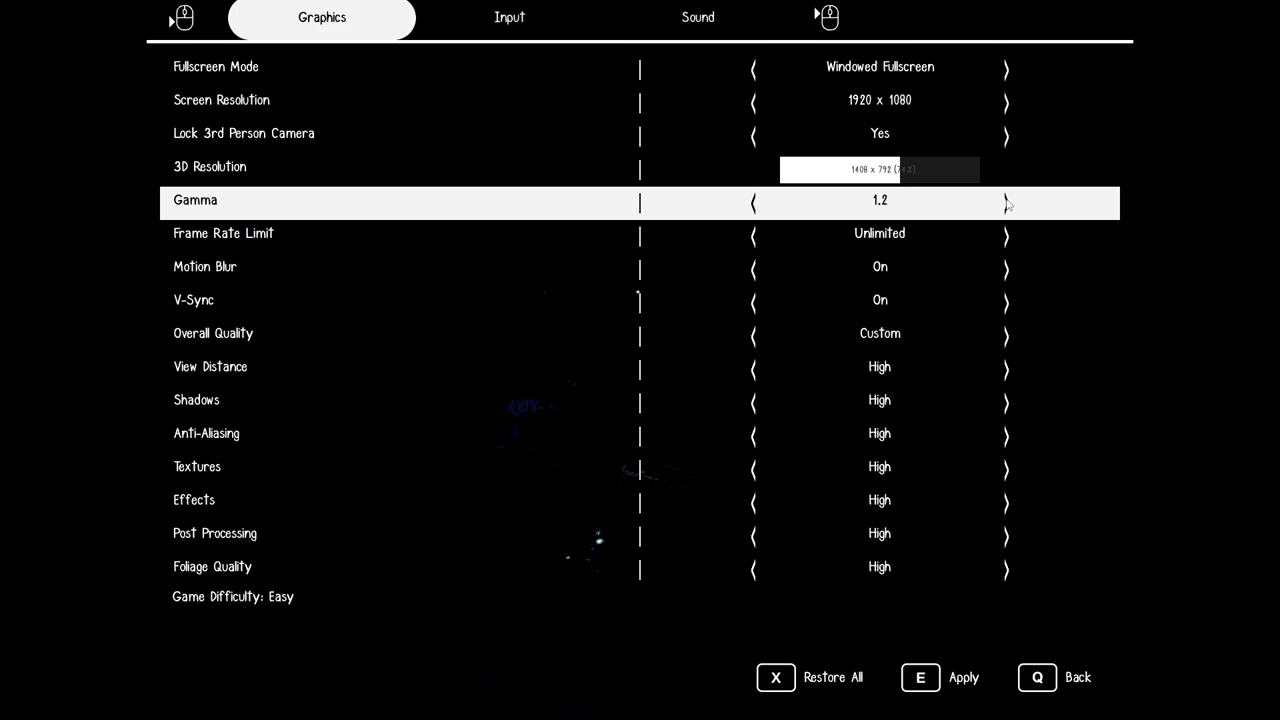 Graphics Input Sound
Fullscreen Mode Windowed Fullscreen
Screen Resolution 1920 x 1080
Lock 3rd Person Camera Yes
3D Resolution 1408 x 792
Gamma 1.2
Frame Rate Limit Unlimited
Motion Blur On
V-Sync On
Overall Quality Custom
View Distance High
Shadows High
Anti-Aliasing High
Textures High
Effects High
Post Processing High
Foliage Quality High
Game Difficulty: Easy
X Restore All E Apply Q Back